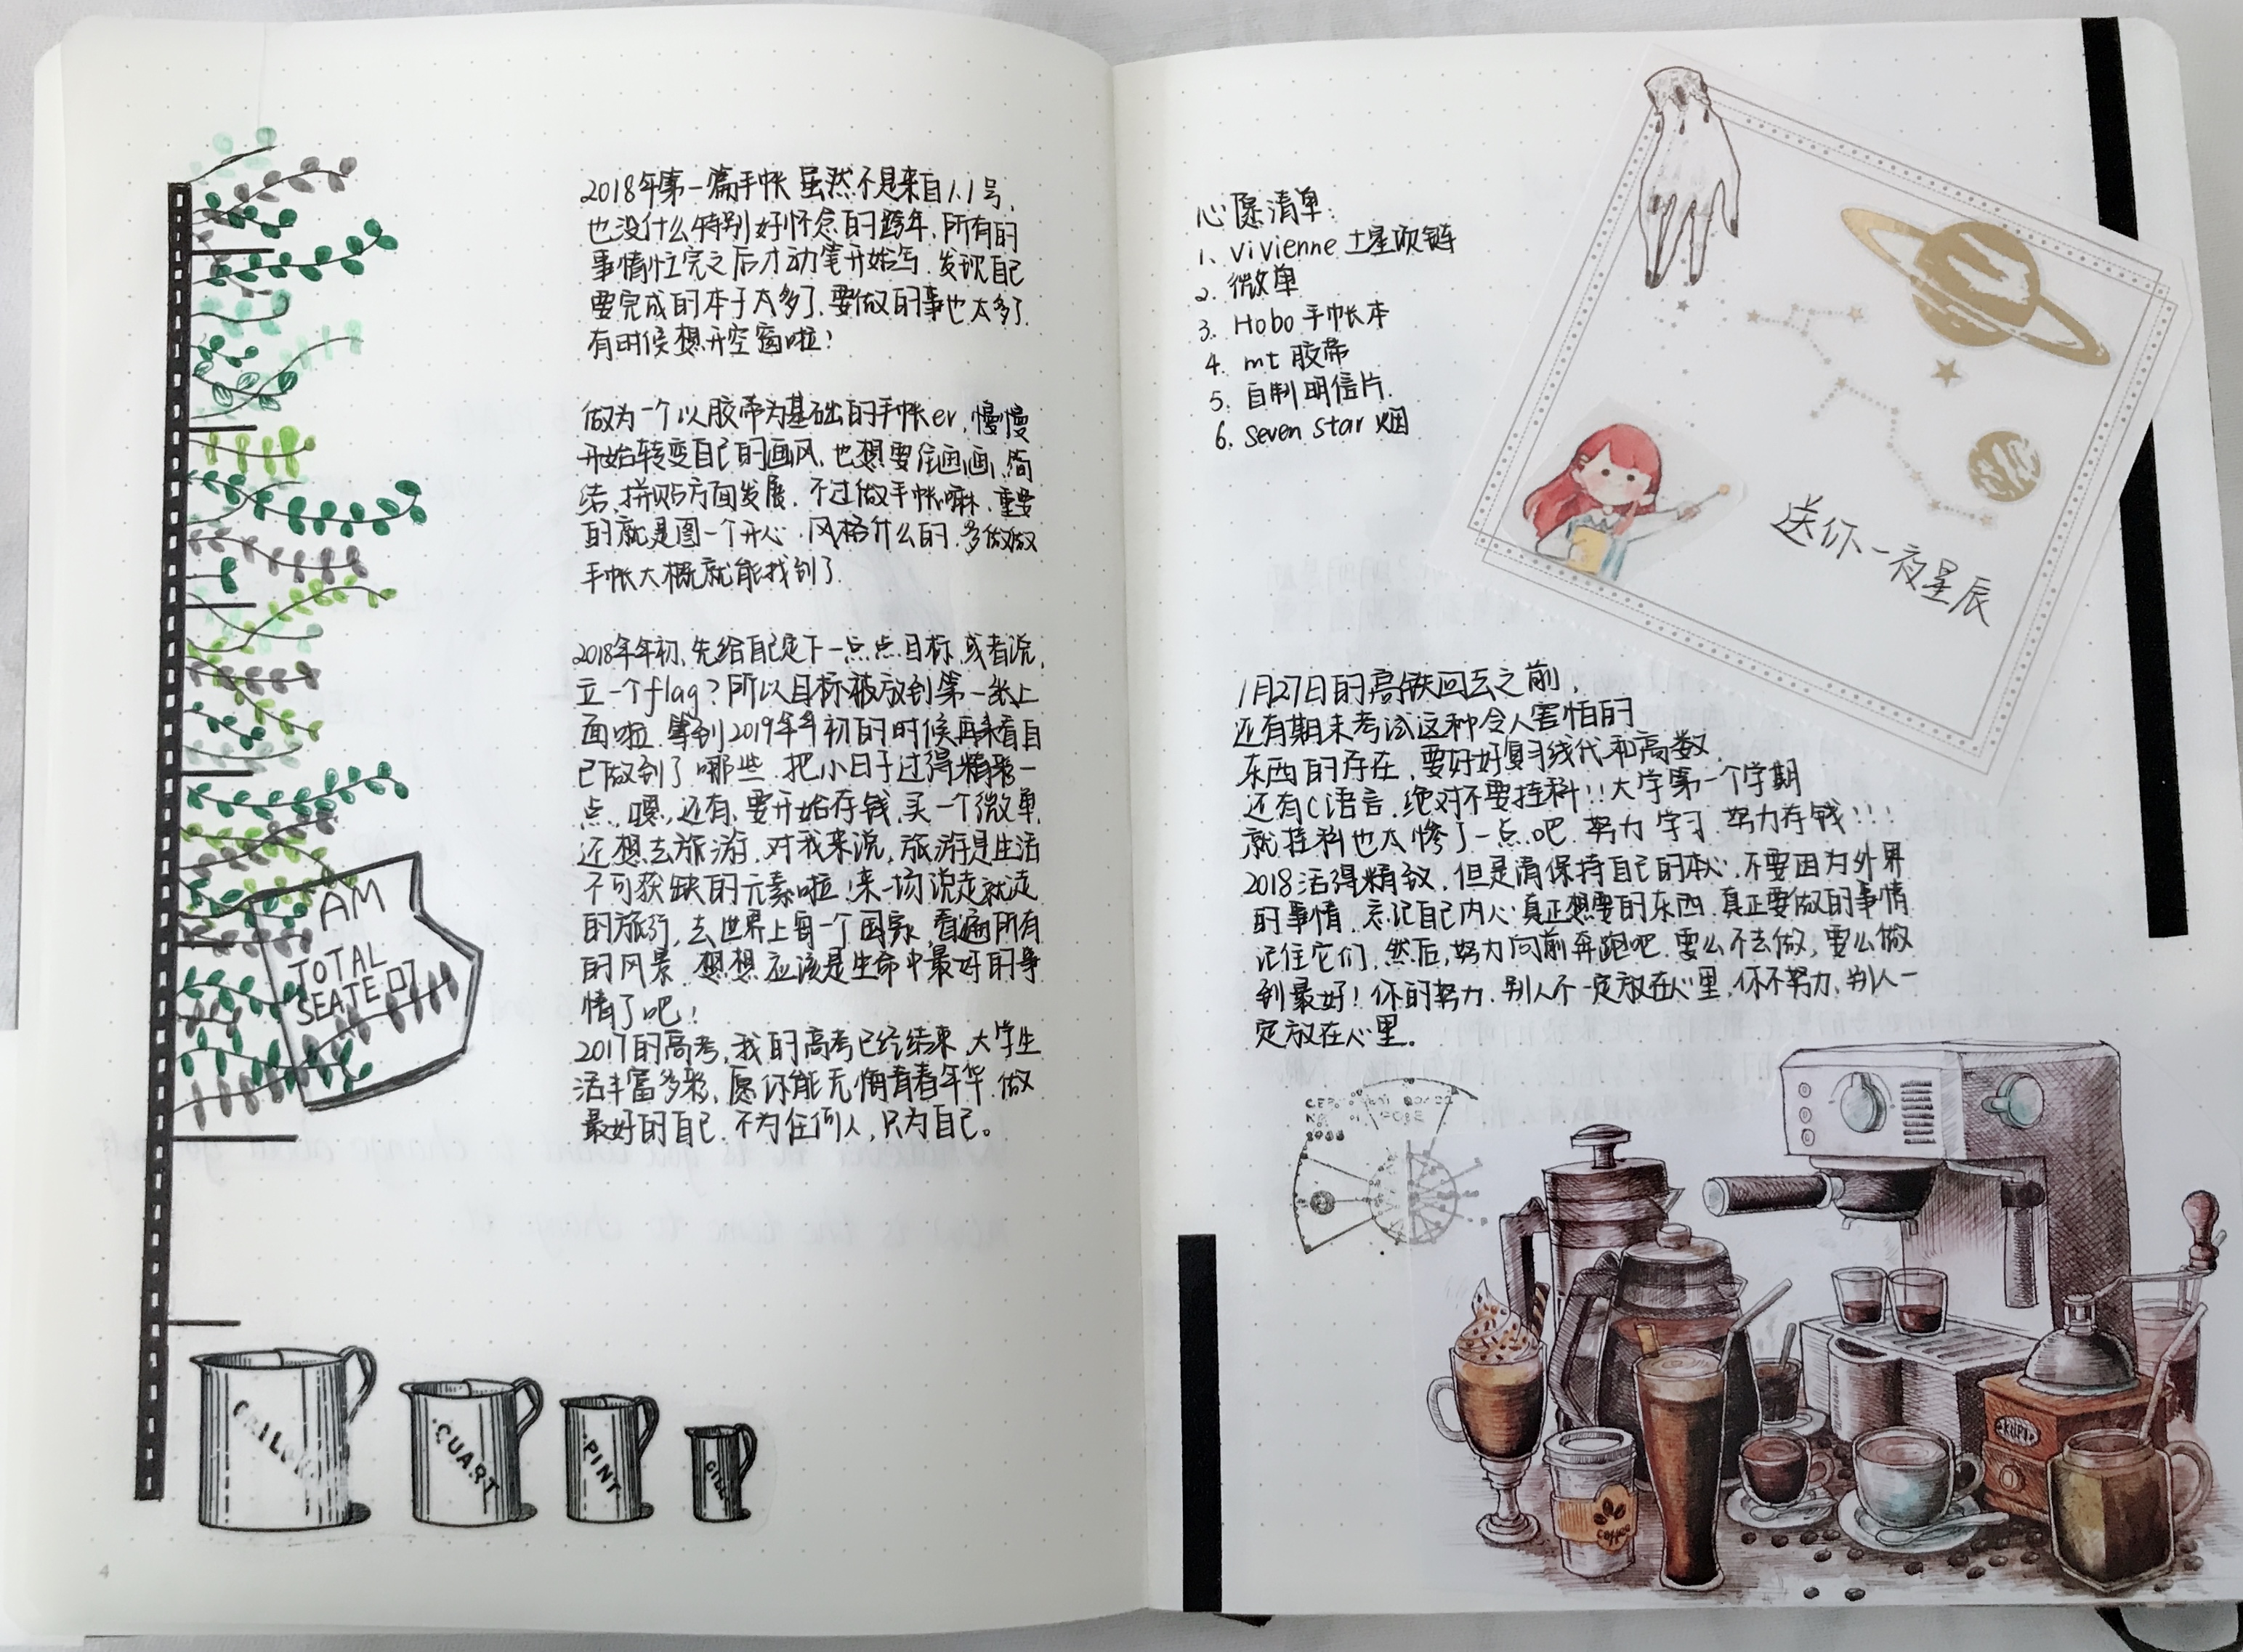 2018年第一篇手帐 虽然不是来自1.1号,
也没什么特别好怀念的跨年,所有的
事情忙完之后才动笔开始写.发现自己
要完成的本子太多了.要做的事也太多了.
有时候想开空窗啦!
做为一个以胶带为基础的手帐er,慢慢
开始转变自己的画风,也想要往画画、简
洁、拼贴方面发展.不过做手帐嘛,重要
的就是图一个开心.风格什么的.多做做
手帐大概就能找到了.
2018年年初,先给自己定下一点点目标,或者说,
立一个flag?所以目标被放到第一张上
面啦.等到2019年年初的时候再来看自
己做到了哪些.把小日子过得精彩一
点.嗯,还有,要开始存钱,买一个微单,
还想去旅游,对我来说,旅游是生活
不可获缺的元素啦!来一场说走就走
的旅行,去世界上每一个国家,看遍所有
的风景.想想应该是生命中最好的事
情了吧!
2017的高考,我的高考已经结束,大学生
活丰富多彩,愿你能无悔青春年华.做
最好的自己.不为任何人,只为自己。
AM
TOTAL
SEATE
QUART
PINT
4
心愿清单:
1、Vivienne 土星项链
2. 微单
3、Hobo手帐本
4. mt胶带
5、自制明信片.
6. Seven Star 烟
送你一夜星辰
1月27日的高铁回去之前,
还有期末考试这种令人害怕的
东西的存在,要好好复习线代和高数
还有C语言,绝对不要挂科!!大学第一个学期
就挂科也太惨了一点吧.努力学习.努力存钱!!!
2018活得精致,但是请保持自己的本心.不要因为外界
的事情,忘记自己内心真正想要的东西.真正要做的事情
记住它们,然后,努力向前奔跑吧.要么不去做,要么做
到最好!你的努力.别人不一定放在心里,你不努力,别人一
定放在心里。
Coffee